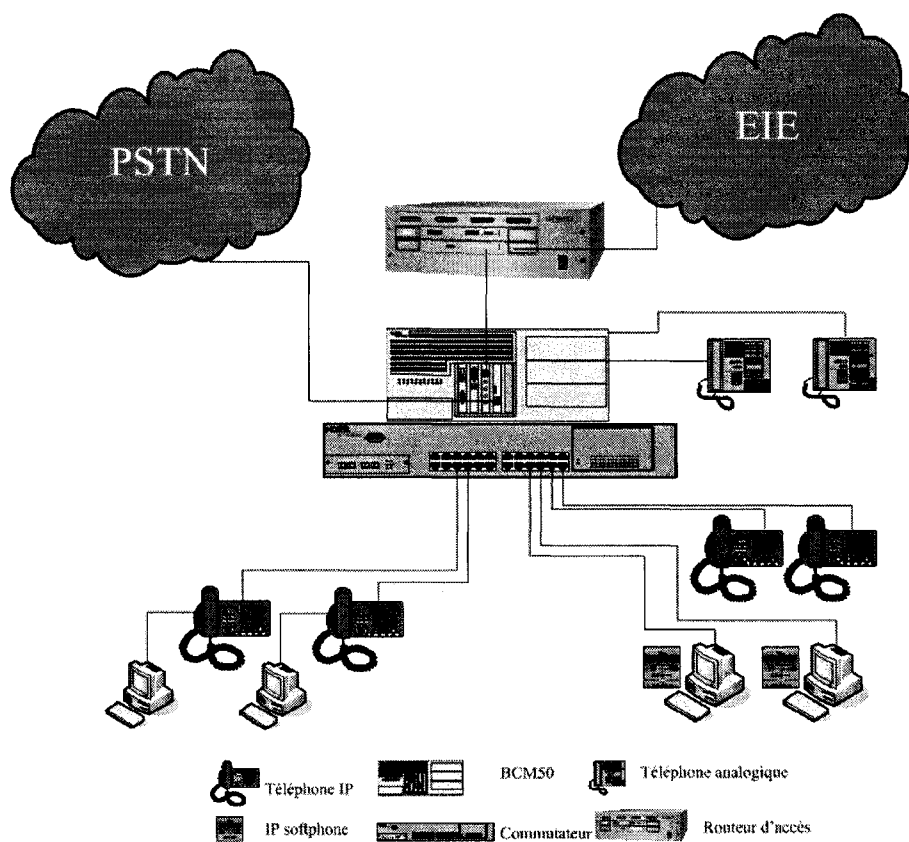 PSTN
EIE
Téléphone IP
BCM50
Téléphone analogique
IP softphone
Commutateur
Routeur d'accès